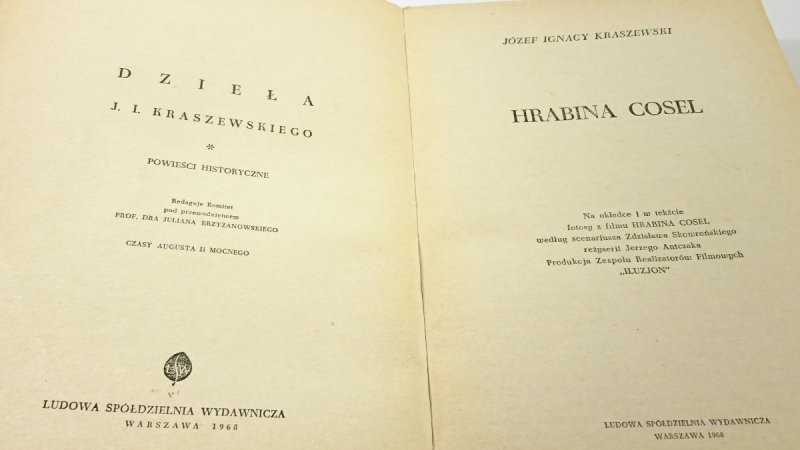 DZIEŁA
J. I. KRASZEWSKIEGO
*
POWIEŚCI HISTORYCZNE
Redaguje Komitet
pod przewodnictwem
PROF. DRA JULIANA KRZYŻANOWSKIEGO
CZASY AUGUSTA II MOCNEGO
LSW
LUDOWA SPÓŁDZIELNIA WYDAWNICZA
WARSZAWA 1968
JÓZEF IGNACY KRASZEWSKI
HRABINA COSEL
Na okładce i w tekście
fotosy z filmu HRABINA COSEL
według scenariusza Zdzisława Skowrońskiego
reżyserii Jerzego Antczaka
Produkcja Zespołu Realizatorów Filmowych
„ILUZJON"
LUDOWA SPÓŁDZIELNIA WYDAWNICZA
WARSZAWA 1968